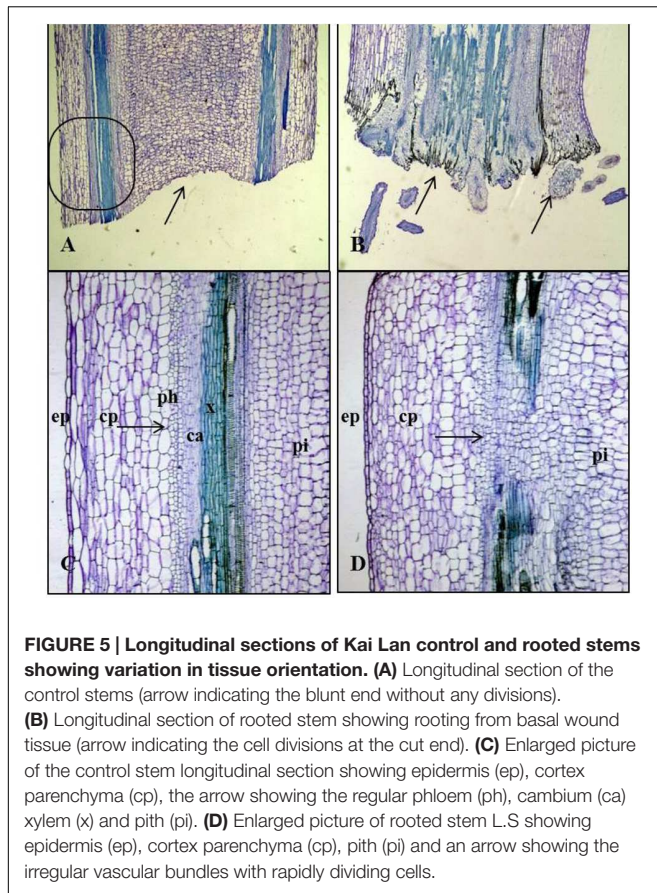 A
B
ep
cp
ph
ca
x
pi
C
ep
cp
pi
D
FIGURE 5 | Longitudinal sections of Kai Lan control and rooted stems
showing variation in tissue orientation. (A) Longitudinal section of the
control stems (arrow indicating the blunt end without any divisions).
(B) Longitudinal section of rooted stem showing rooting from basal wound
tissue (arrow indicating the cell divisions at the cut end). (C) Enlarged picture
of the control stem longitudinal section showing epidermis (ep), cortex
parenchyma (cp), the arrow showing the regular phloem (ph), cambium (ca)
xylem (x) and pith (pi). (D) Enlarged picture of rooted stem L.S showing
epidermis (ep), cortex parenchyma (cp), pith (pi) and an arrow showing the
irregular vascular bundles with rapidly dividing cells.